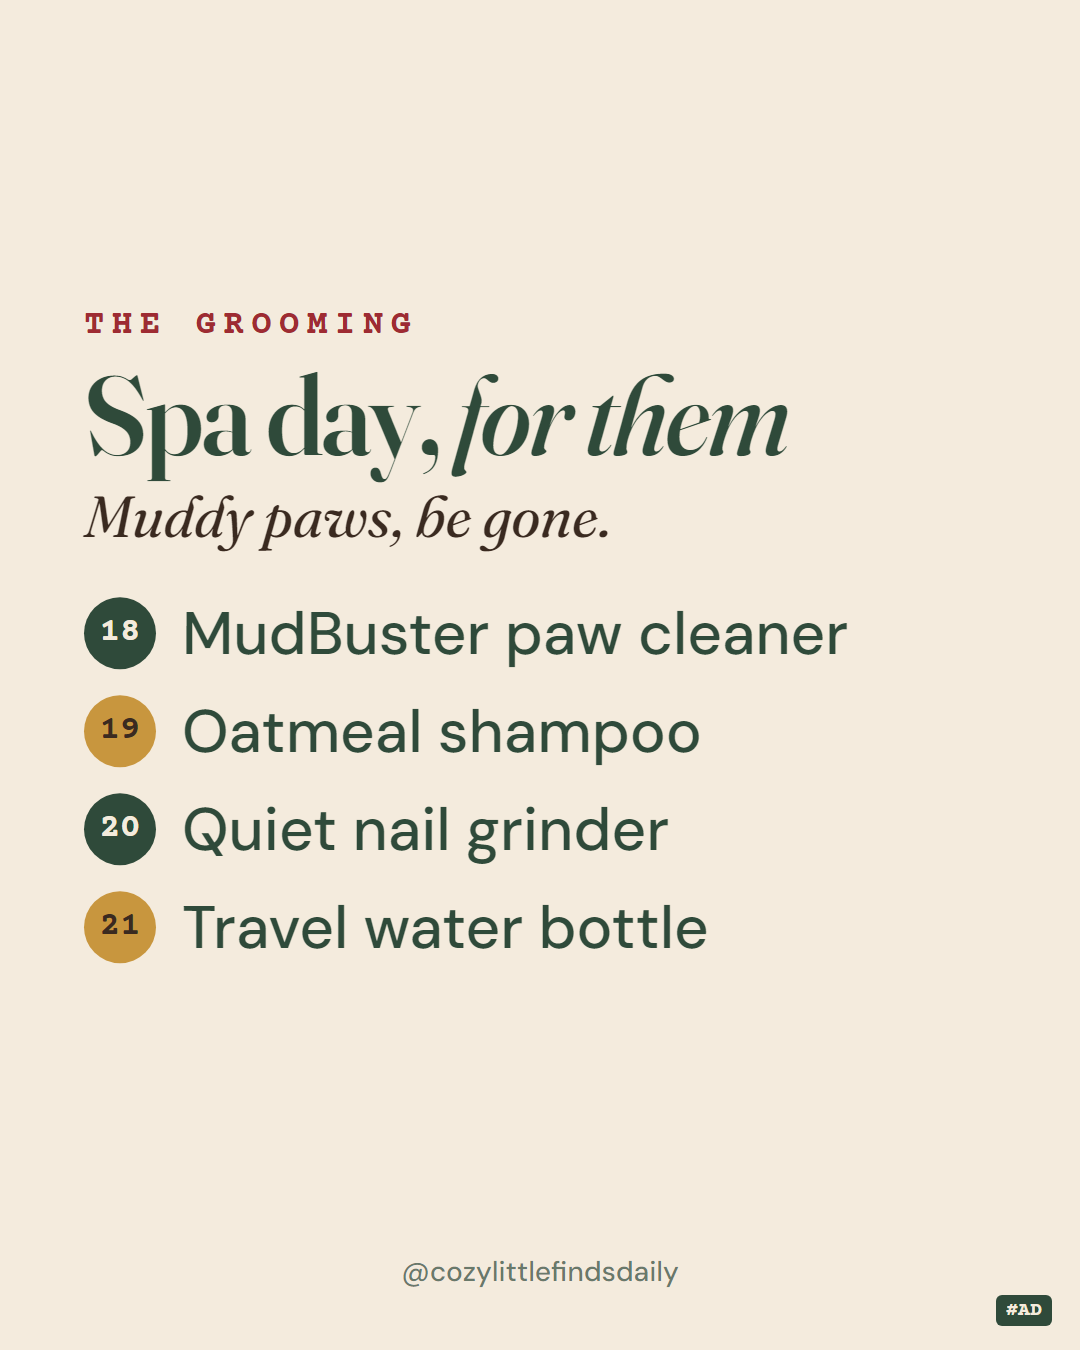 THE GROOMING
Spa day, for them
Muddy paws, be gone.
18 MudBuster paw cleaner
19 Oatmeal shampoo
20 Quiet nail grinder
21 Travel water bottle
@cozylittlefindsdaily
#AD